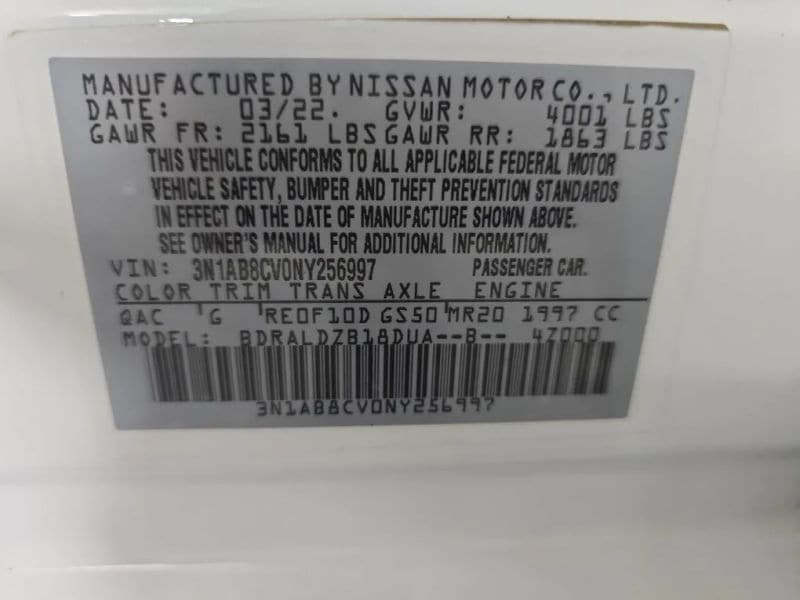 MANUFACTURED BY NISSAN MOTOR CO., LTD.
DATE: 03/22. GVWR: 4001 LBS
GAWR FR: 2161 LBS GAWR RR: 1863 LBS
THIS VEHICLE CONFORMS TO ALL APPLICABLE FEDERAL MOTOR
VEHICLE SAFETY, BUMPER AND THEFT PREVENTION STANDARDS
IN EFFECT ON THE DATE OF MANUFACTURE SHOWN ABOVE.
SEE OWNER'S MANUAL FOR ADDITIONAL INFORMATION.
VIN: 3N1AB8CV0NY256997 PASSENGER CAR.
COLOR TRIM TRANS AXLE ENGINE
QAC G RE0F10D GS50 MR20 1997 CC
MODEL: BDRALDZB18DUA--B-- 4Z000
3N1AB8CV0NY256997